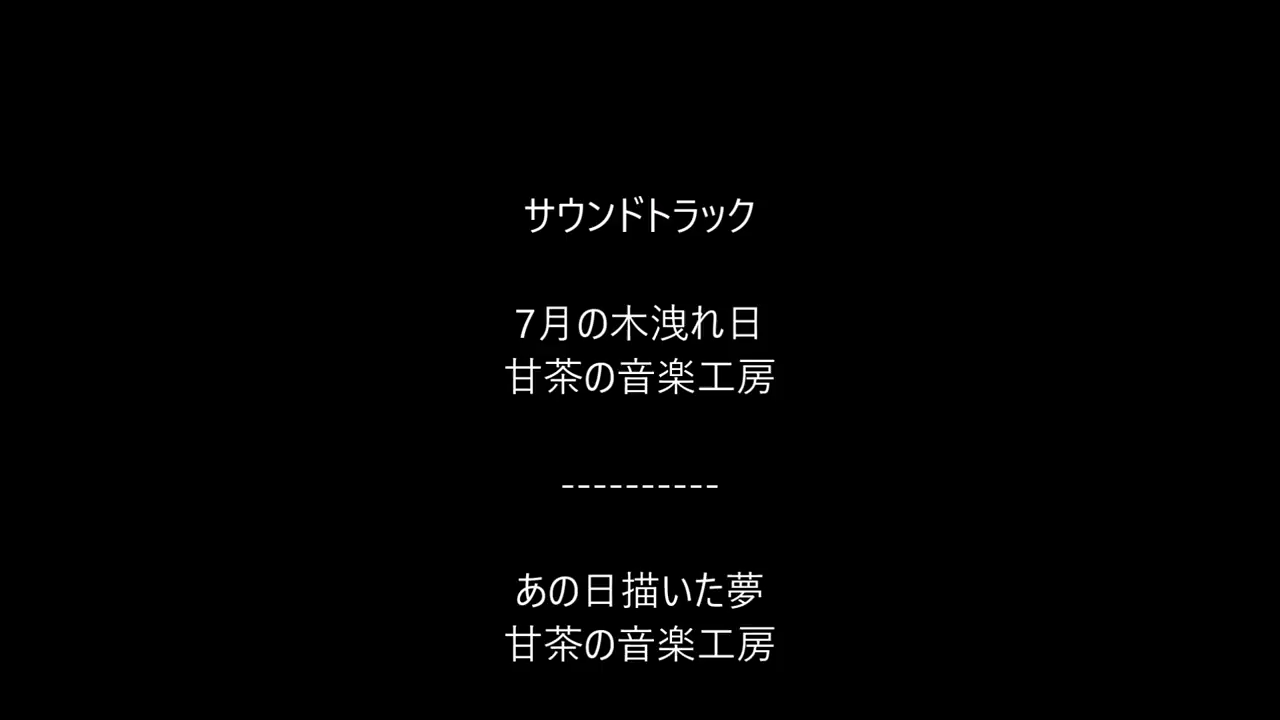 サウンドトラック
7月の木洩れ日
甘茶の音楽工房
----------
あの日描いた夢
甘茶の音楽工房